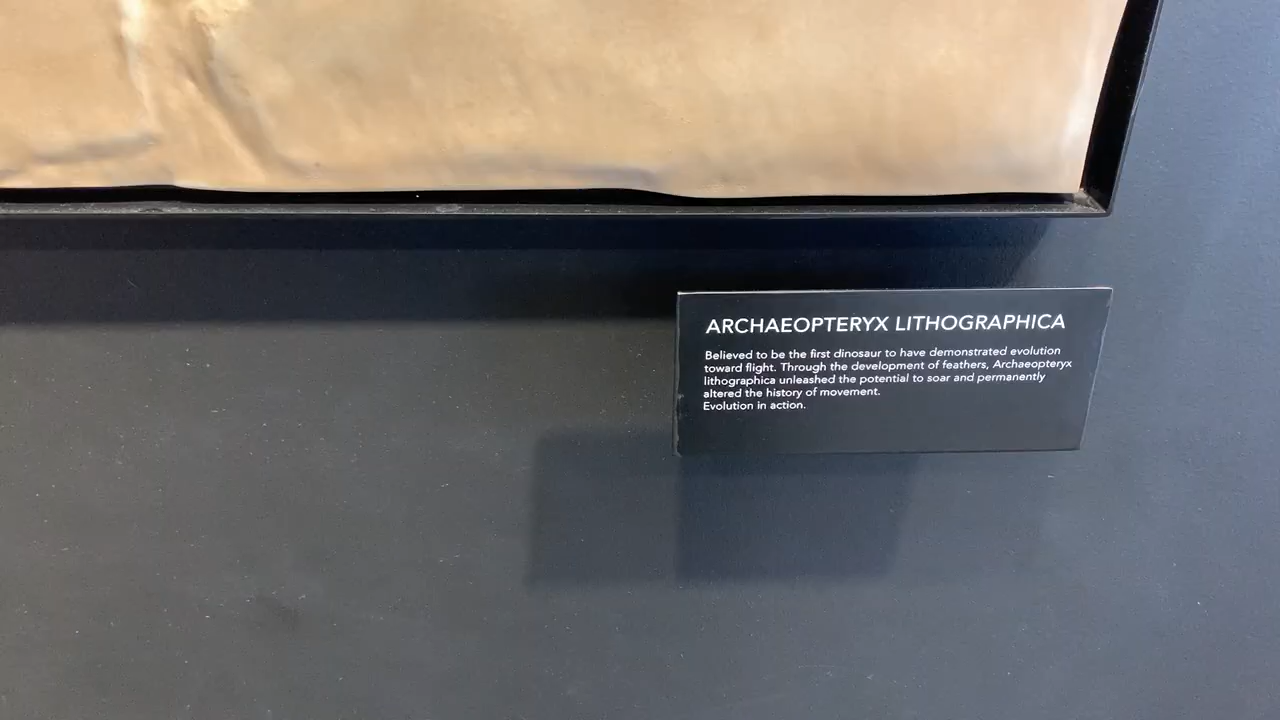 ARCHAEOPTERYX LITHOGRAPHICA
Believed to be the first dinosaur to have demonstrated evolution
toward flight. Through the development of feathers, Archaeopteryx
lithographica unleashed the potential to soar and permanently
altered the history of movement.
Evolution in action.